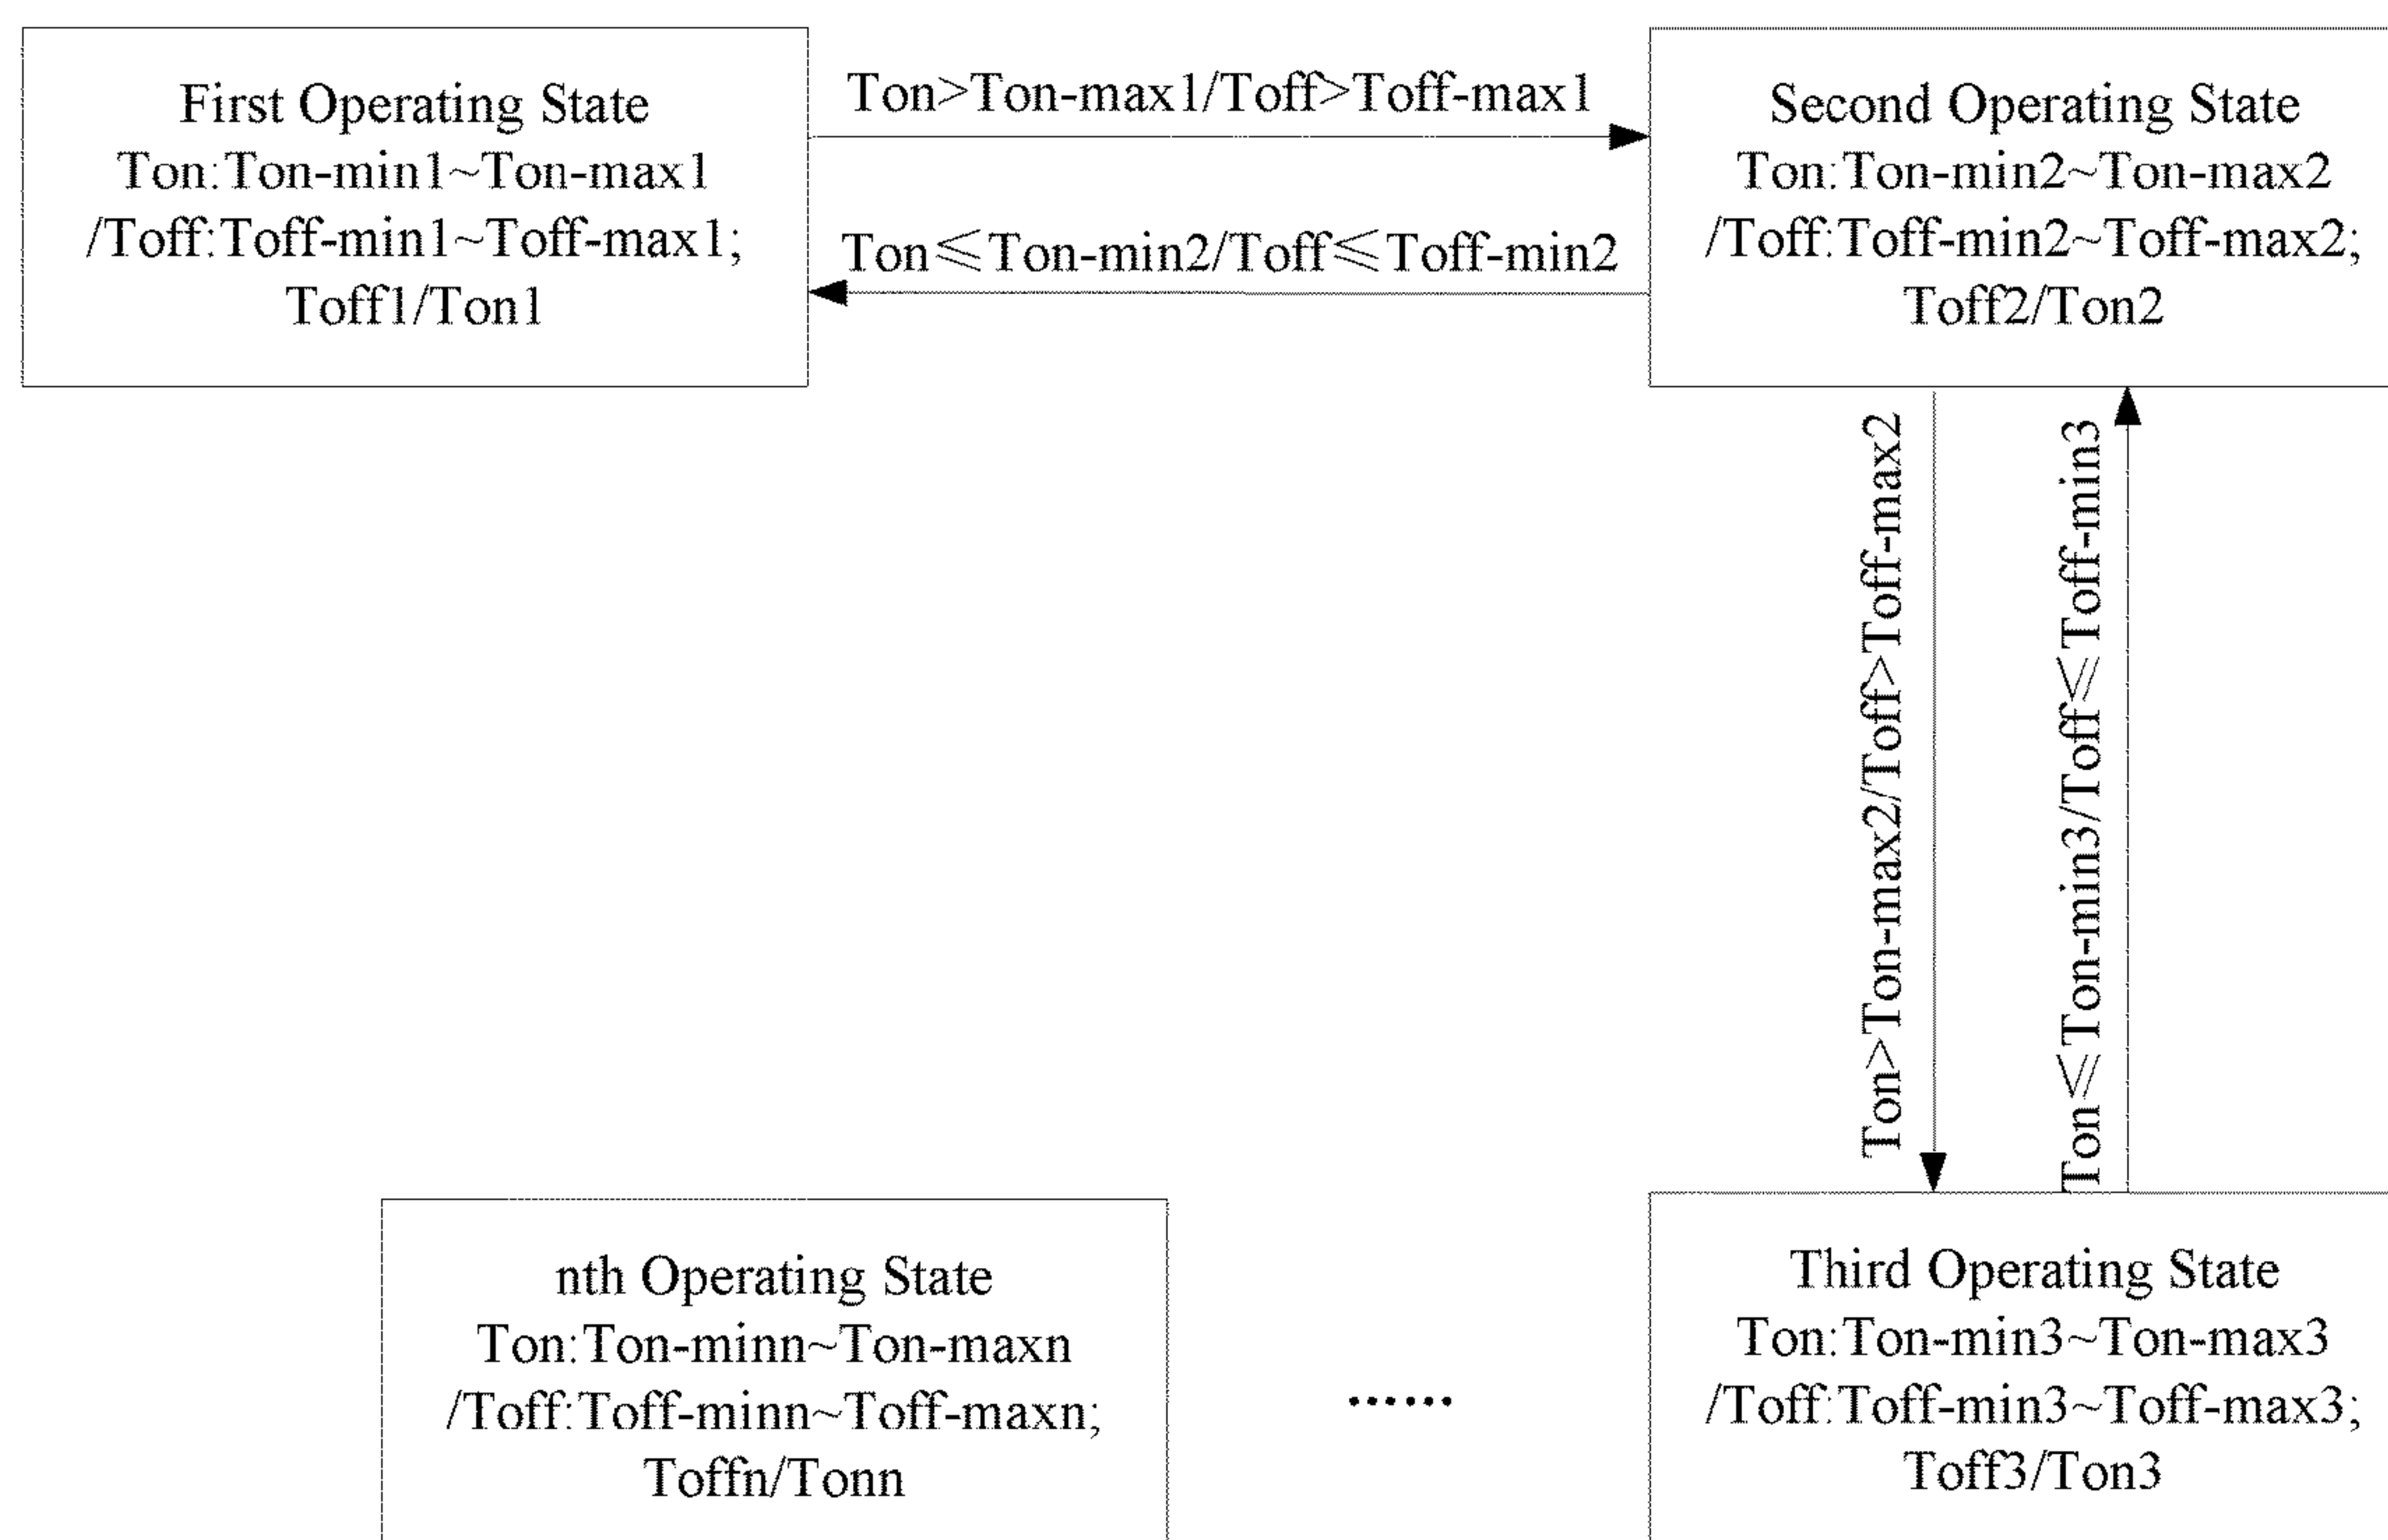 First Operating State
Ton:Ton-min1~Ton-max1
/Toff:Toff-min1~Toff-max1;
Toff1/Ton1
Ton>Ton-max1/Toff>Toff-max1
Ton≤Ton-min2/Toff≤Toff-min2
Second Operating State
Ton:Ton-min2~Ton-max2
/Toff:Toff-min2~Toff-max2;
Toff2/Ton2
Ton>Ton-max2/Toff>Toff-max2
Ton≤Ton-min3/Toff≤Toff-min3
nth Operating State
Ton:Ton-minn~Ton-maxn
/Toff:Toff-minn~Toff-maxn;
Toffn/Tonn
......
Third Operating State
Ton:Ton-min3~Ton-max3
/Toff:Toff-min3~Toff-max3;
Toff3/Ton3